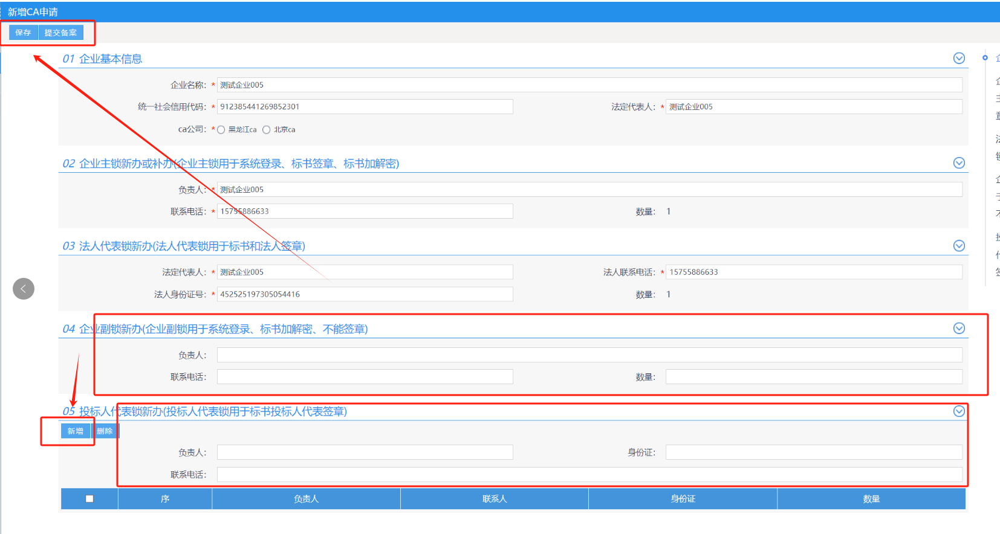 新增CA申请
保存 提交备案
01 企业基本信息
企业名称： * 测试企业005
统一社会信用代码： * 912385441269852301 法定代表人： * 测试企业005
ca公司： * 黑龙江ca 北京ca
02 企业主锁新办或补办(企业主锁用于系统登录、标书签章、标书加解密)
负责人： * 测试企业005
联系电话： * 15755886633 数量： 1
03 法人代表锁新办(法人代表锁用于标书和法人签章)
法定代表人： * 测试企业005 法人联系电话： * 15755886633
法人身份证号： * 452525197305054416 数量： 1
04 企业副锁新办(企业副锁用于系统登录、标书加解密、不能签章)
负责人：
联系电话： 数量：
05 投标人代表锁新办(投标人代表锁用于标书投标人代表签章)
新增 删除
负责人： 身份证：
联系电话：
序 负责人 联系人 身份证 数量